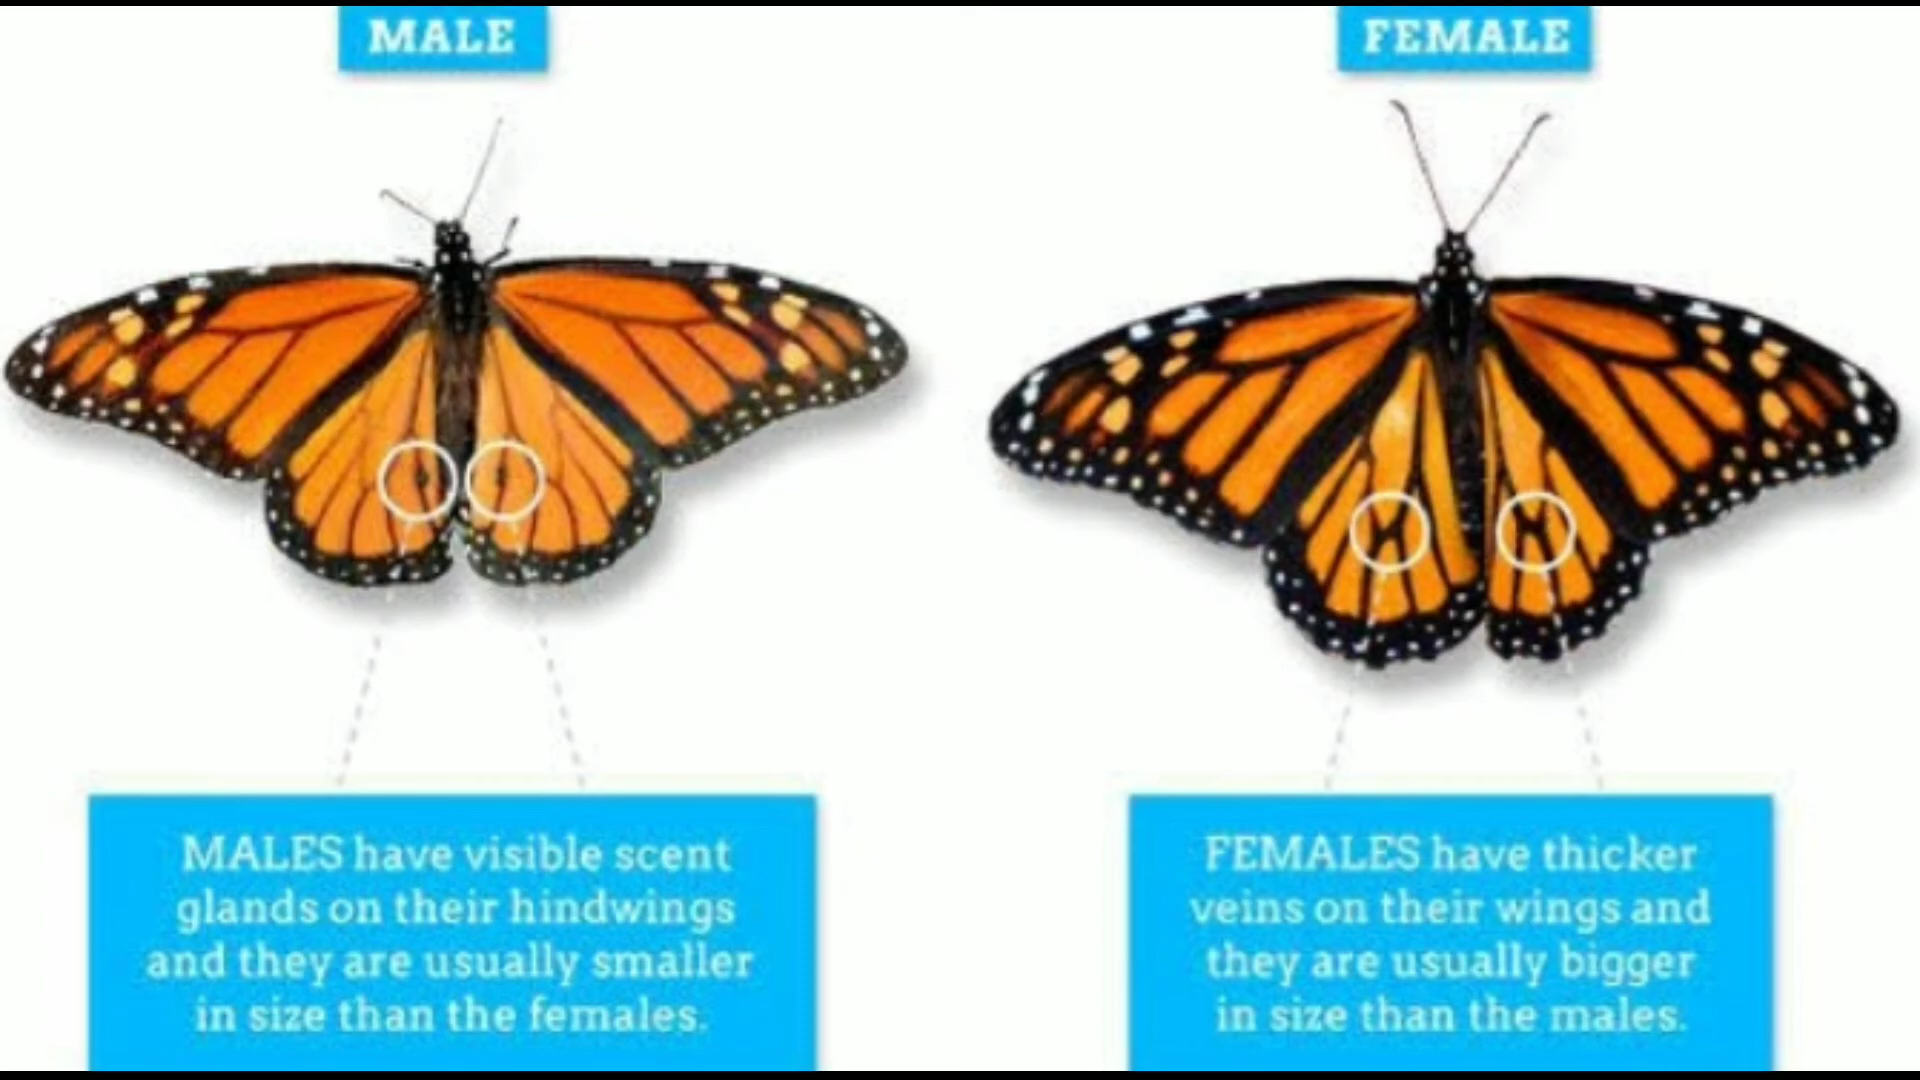 MALE
FEMALE
MALES have visible scent
glands on their hindwings
and they are usually smaller
in size than the females.
FEMALES have thicker
veins on their wings and
they are usually bigger
in size than the males.